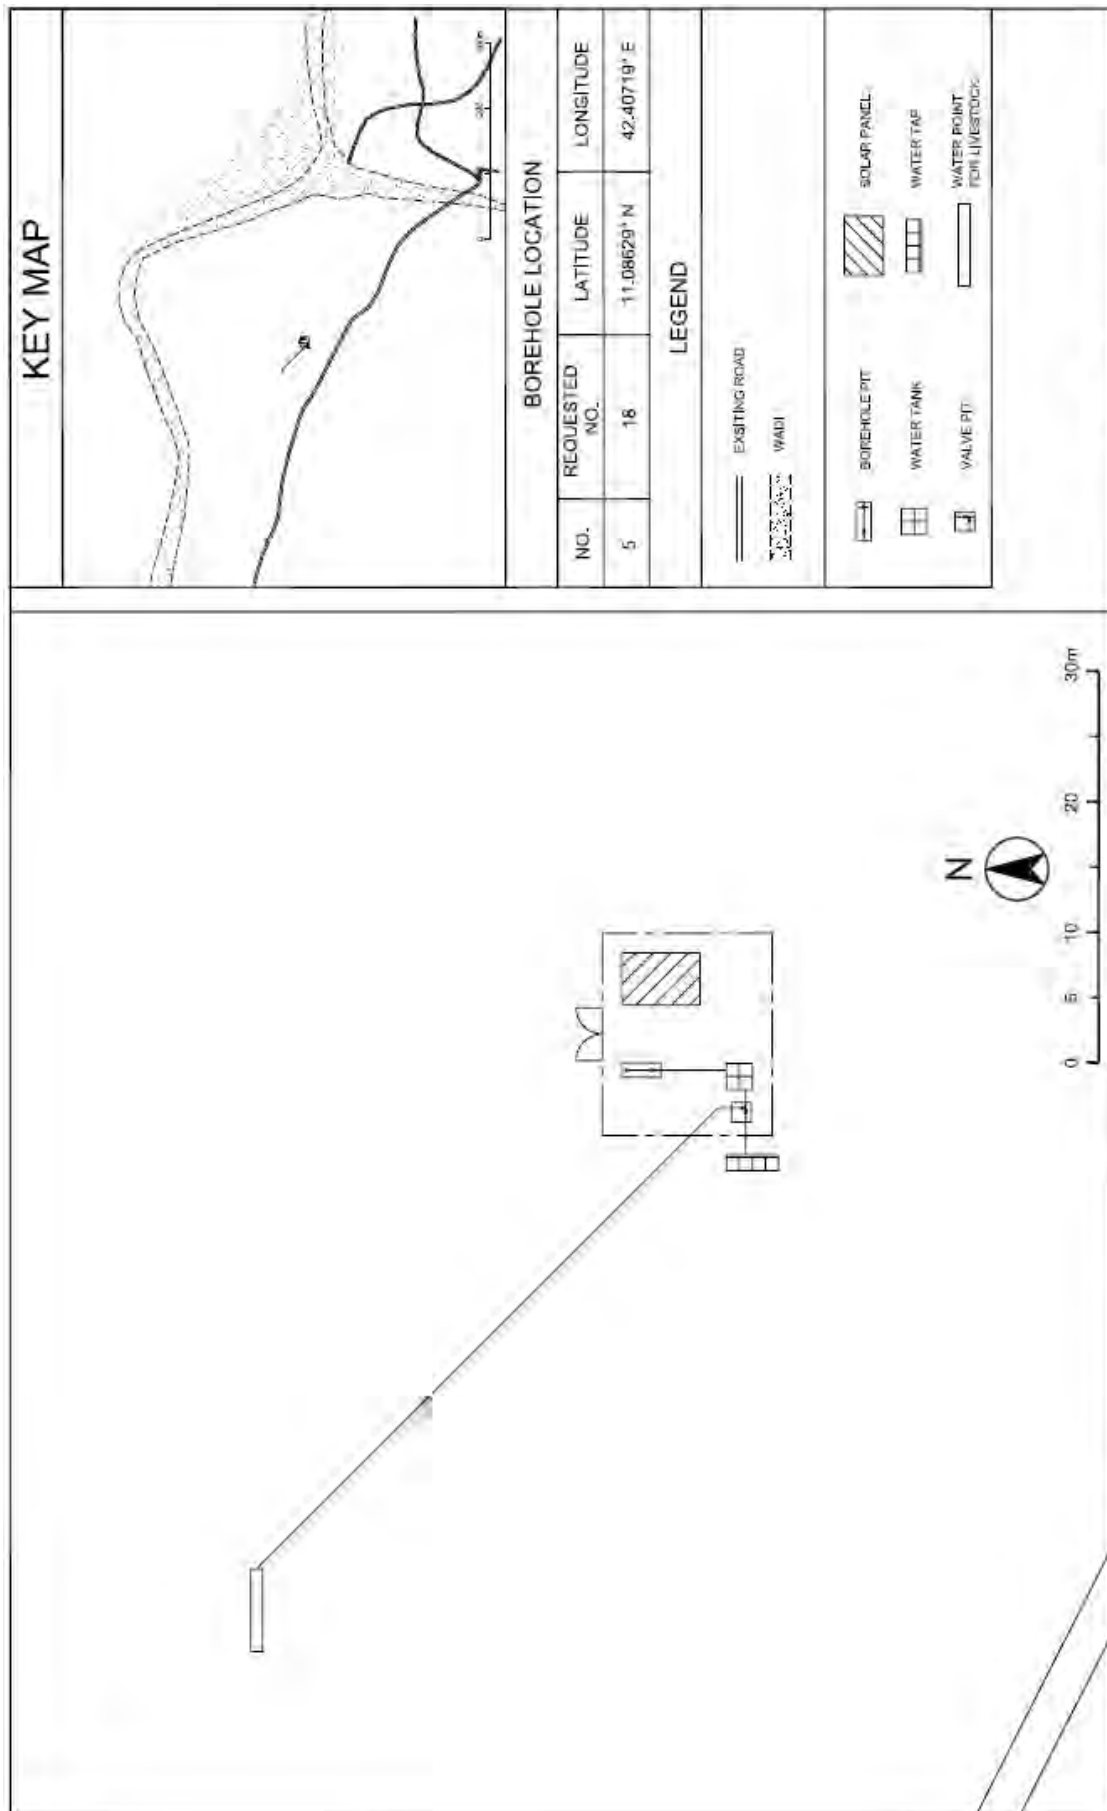 KEY MAP
0
BOREHOLE LOCATION
NO.
REQUESTED
NO.
LATITUDE
LONGITUDE
5
18
11.08629° N
42.40719° E
LEGEND
EXSITING ROAD
WADI
BOREHOLE PIT
SOLAR PANEL
WATER TANK
WATER TAP
VALVE PIT
WATER POINT
FOR LIVESTOCK
N
0 5 10 20 30m